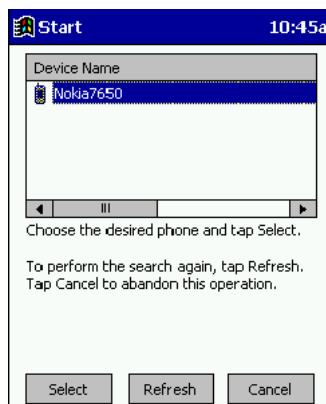 Start 10:45a
Device Name
Nokia7650
Choose the desired phone and tap Select.
To perform the search again, tap Refresh.
Tap Cancel to abandon this operation.
Select Refresh Cancel